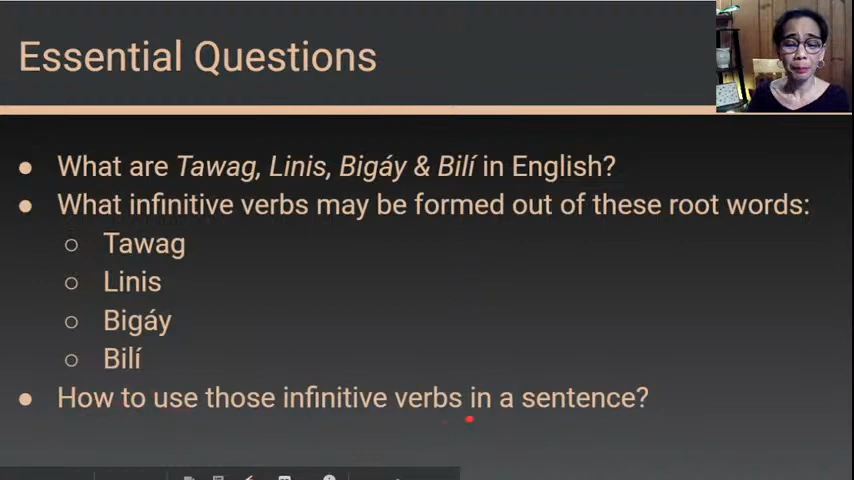 Essential Questions
What are Tawag, Linis, Bigáy & Bilí in English?
What infinitive verbs may be formed out of these root words:
Tawag
Linis
Bigáy
Bilí
How to use those infinitive verbs in a sentence?